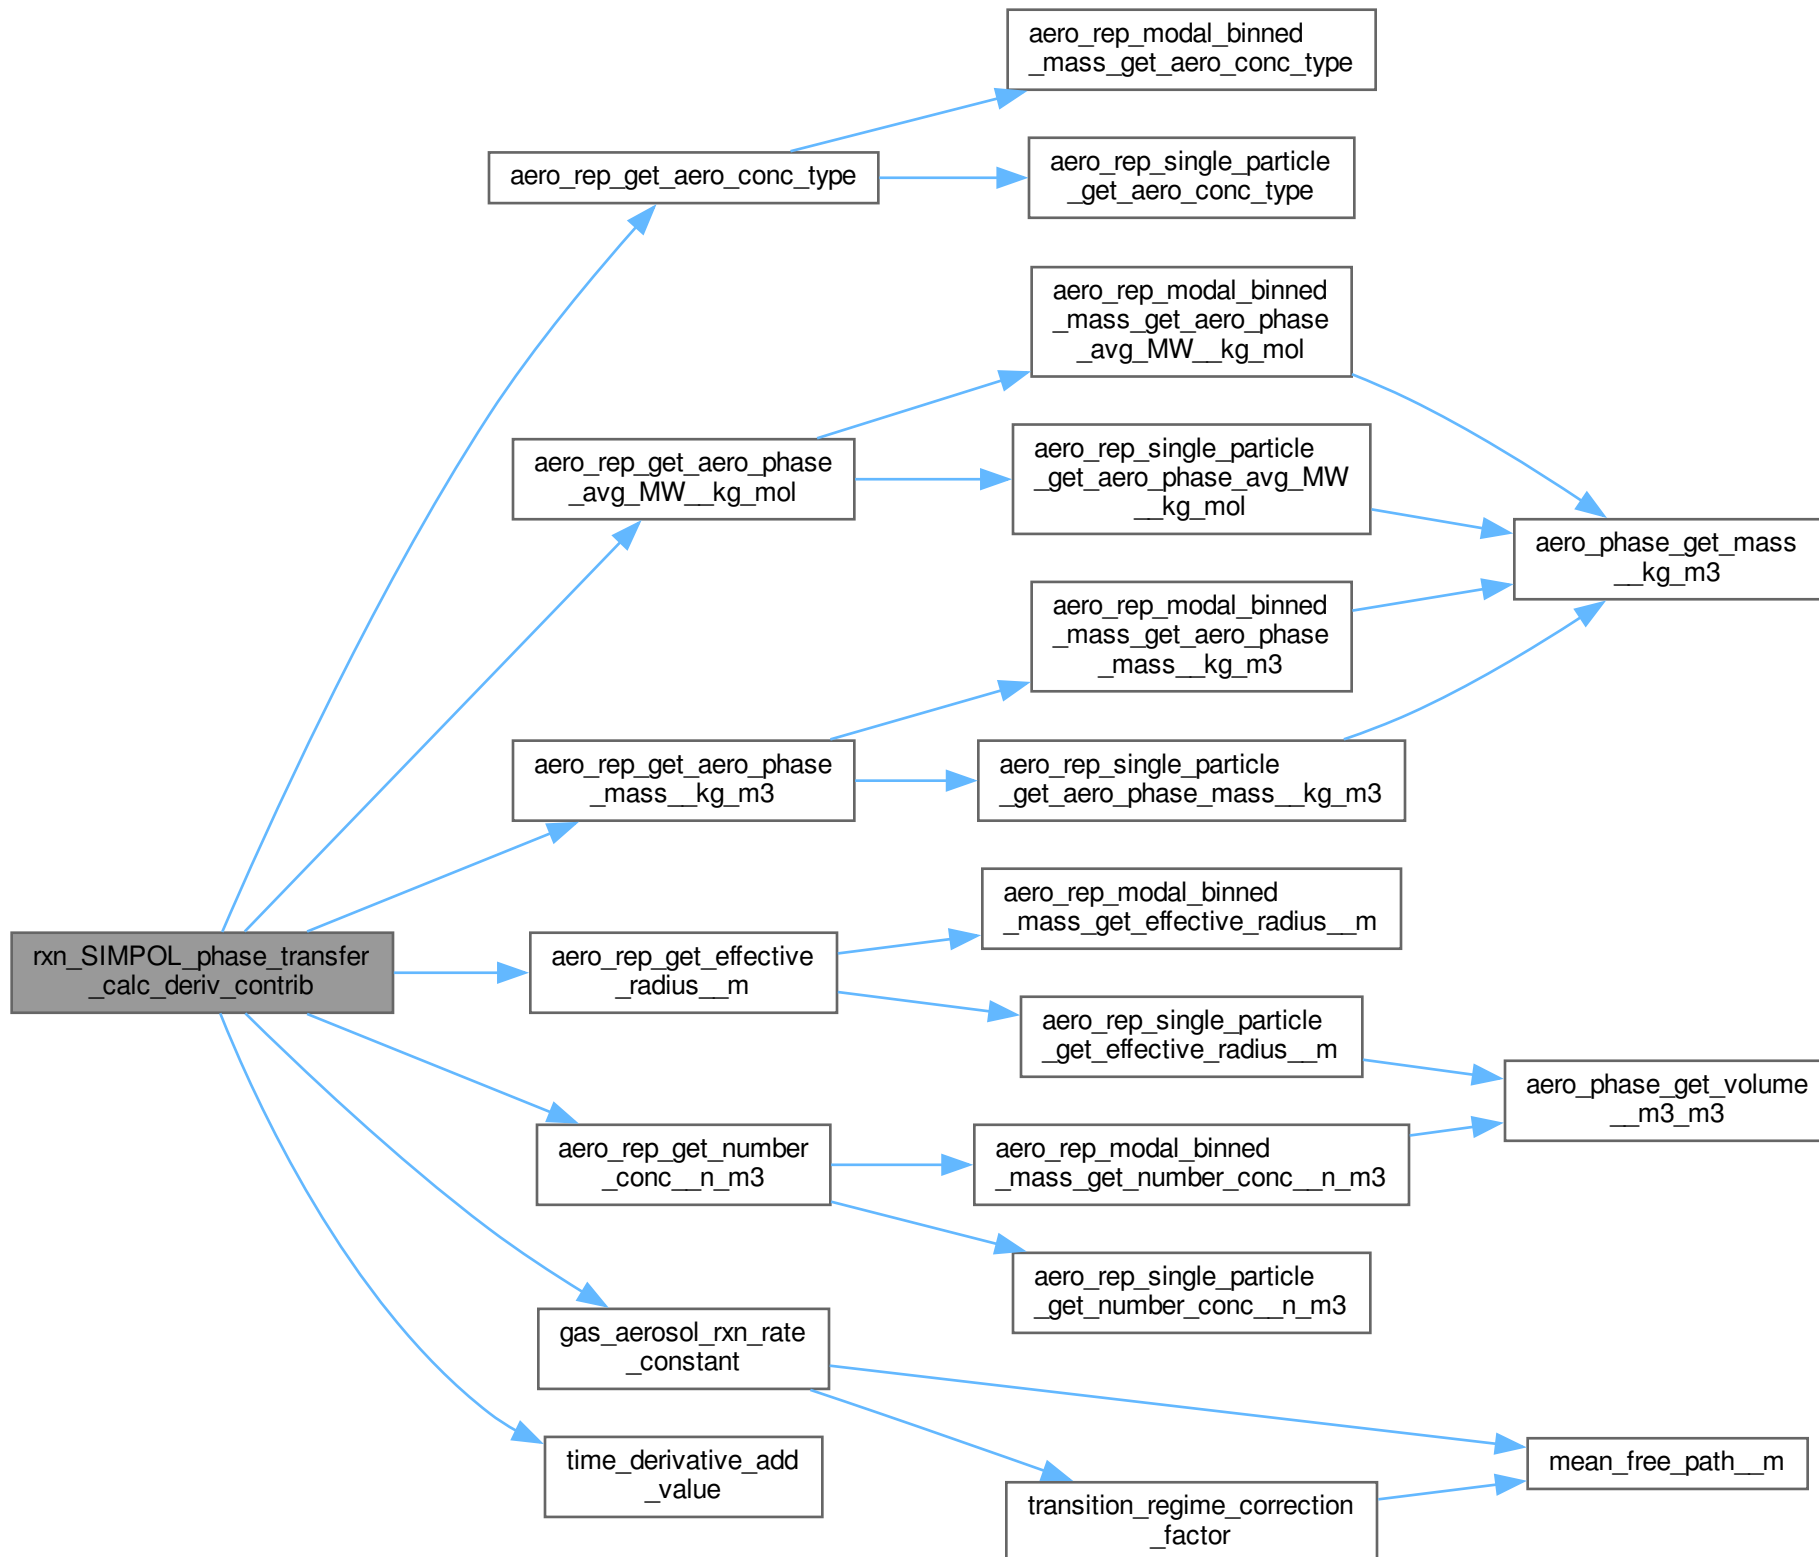 aero_rep_modal_binned
_mass_get_aero_conc_type
aero_rep_get_aero_conc_type
aero_rep_single_particle
_get_aero_conc_type
aero_rep_modal_binned
_mass_get_aero_phase
_avg_MW__kg_mol
aero_rep_get_aero_phase
_avg_MW__kg_mol
aero_rep_single_particle
_get_aero_phase_avg_MW
__kg_mol
aero_phase_get_mass
__kg_m3
aero_rep_modal_binned
_mass_get_aero_phase
_mass__kg_m3
aero_rep_get_aero_phase
_mass__kg_m3
aero_rep_single_particle
_get_aero_phase_mass__kg_m3
aero_rep_modal_binned
_mass_get_effective_radius__m
rxn_SIMPOL_phase_transfer
_calc_deriv_contrib
aero_rep_get_effective
_radius__m
aero_rep_single_particle
_get_effective_radius__m
aero_phase_get_volume
__m3_m3
aero_rep_get_number
_conc__n_m3
aero_rep_modal_binned
_mass_get_number_conc__n_m3
aero_rep_single_particle
_get_number_conc__n_m3
gas_aerosol_rxn_rate
_constant
time_derivative_add
_value
mean_free_path__m
transition_regime_correction
_factor